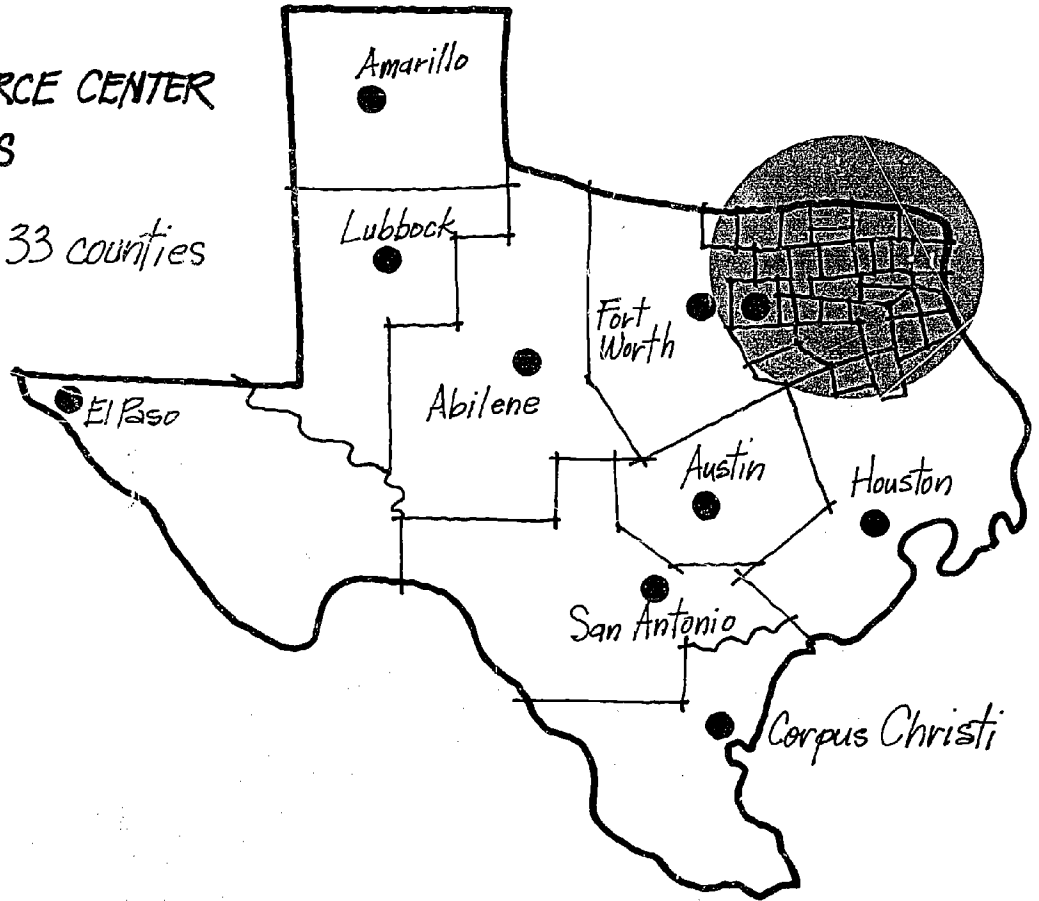 RCE CENTER
S
33 counties
Amarillo
Lubbock
Fort
Worth
El Paso
Abilene
Austin
Houston
San Antonio
Corpus Christi